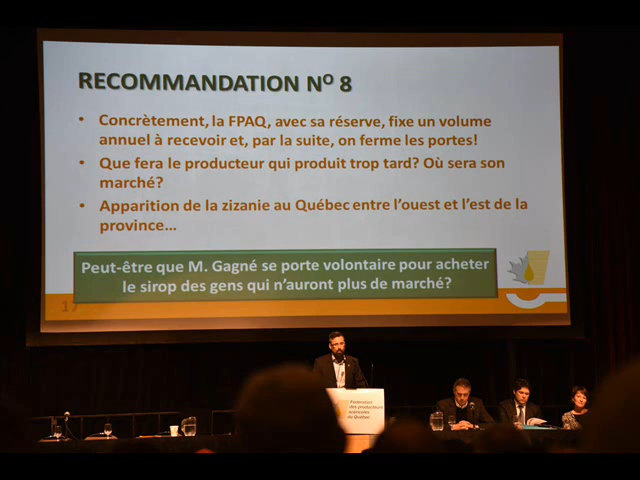 RECOMMANDATION NO 8
• Concrètement, la FPAQ, avec sa réserve, fixe un volume
annuel à recevoir et, par la suite, on ferme les portes!
• Que fera le producteur qui produit trop tard? Où sera son
marché?
• Apparition de la zizanie au Québec entre l’ouest et l’est de la
province…
Peut-être que M. Gagné se porte volontaire pour acheter
le sirop des gens qui n’auront plus de marché?
17
Fédération
des producteurs
acéricoles
du Québec